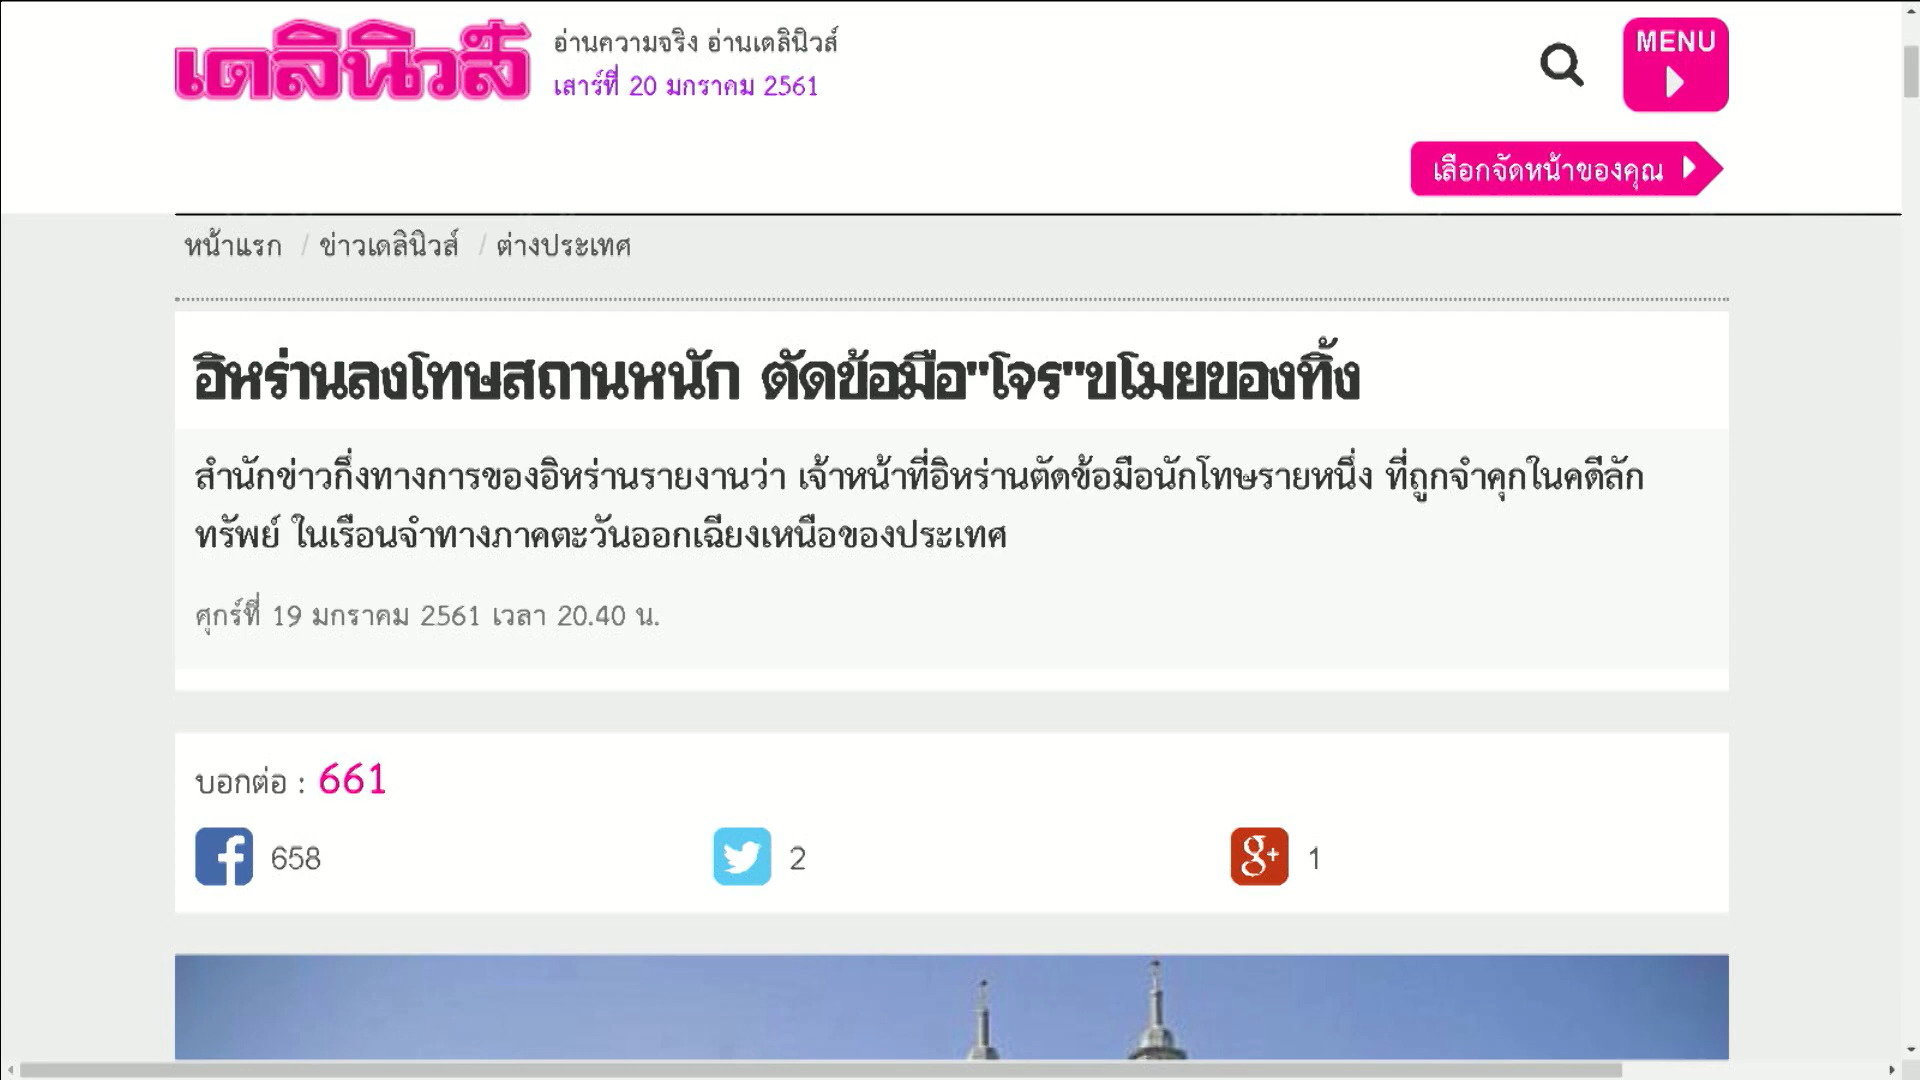 เดลินิวส์
อ่านความจริง อ่านเดลินิวส์
เสาร์ที่ 20 มกราคม 2561
MENU
เลือกจัดหน้าของคุณ
หน้าแรก / ข่าวเดลินิวส์ / ต่างประเทศ
อิหร่านลงโทษสถานหนัก ตัดข้อมือ"โจร"ขโมยของทิ้ง
สำนักข่าวกึ่งทางการของอิหร่านรายงานว่า เจ้าหน้าที่อิหร่านตัดข้อมือนักโทษรายหนึ่ง ที่ถูกจำคุกในคดีลัก
ทรัพย์ ในเรือนจำทางภาคตะวันออกเฉียงเหนือของประเทศ
ศุกร์ที่ 19 มกราคม 2561 เวลา 20.40 น.
บอกต่อ : 661
658
2
g+ 1